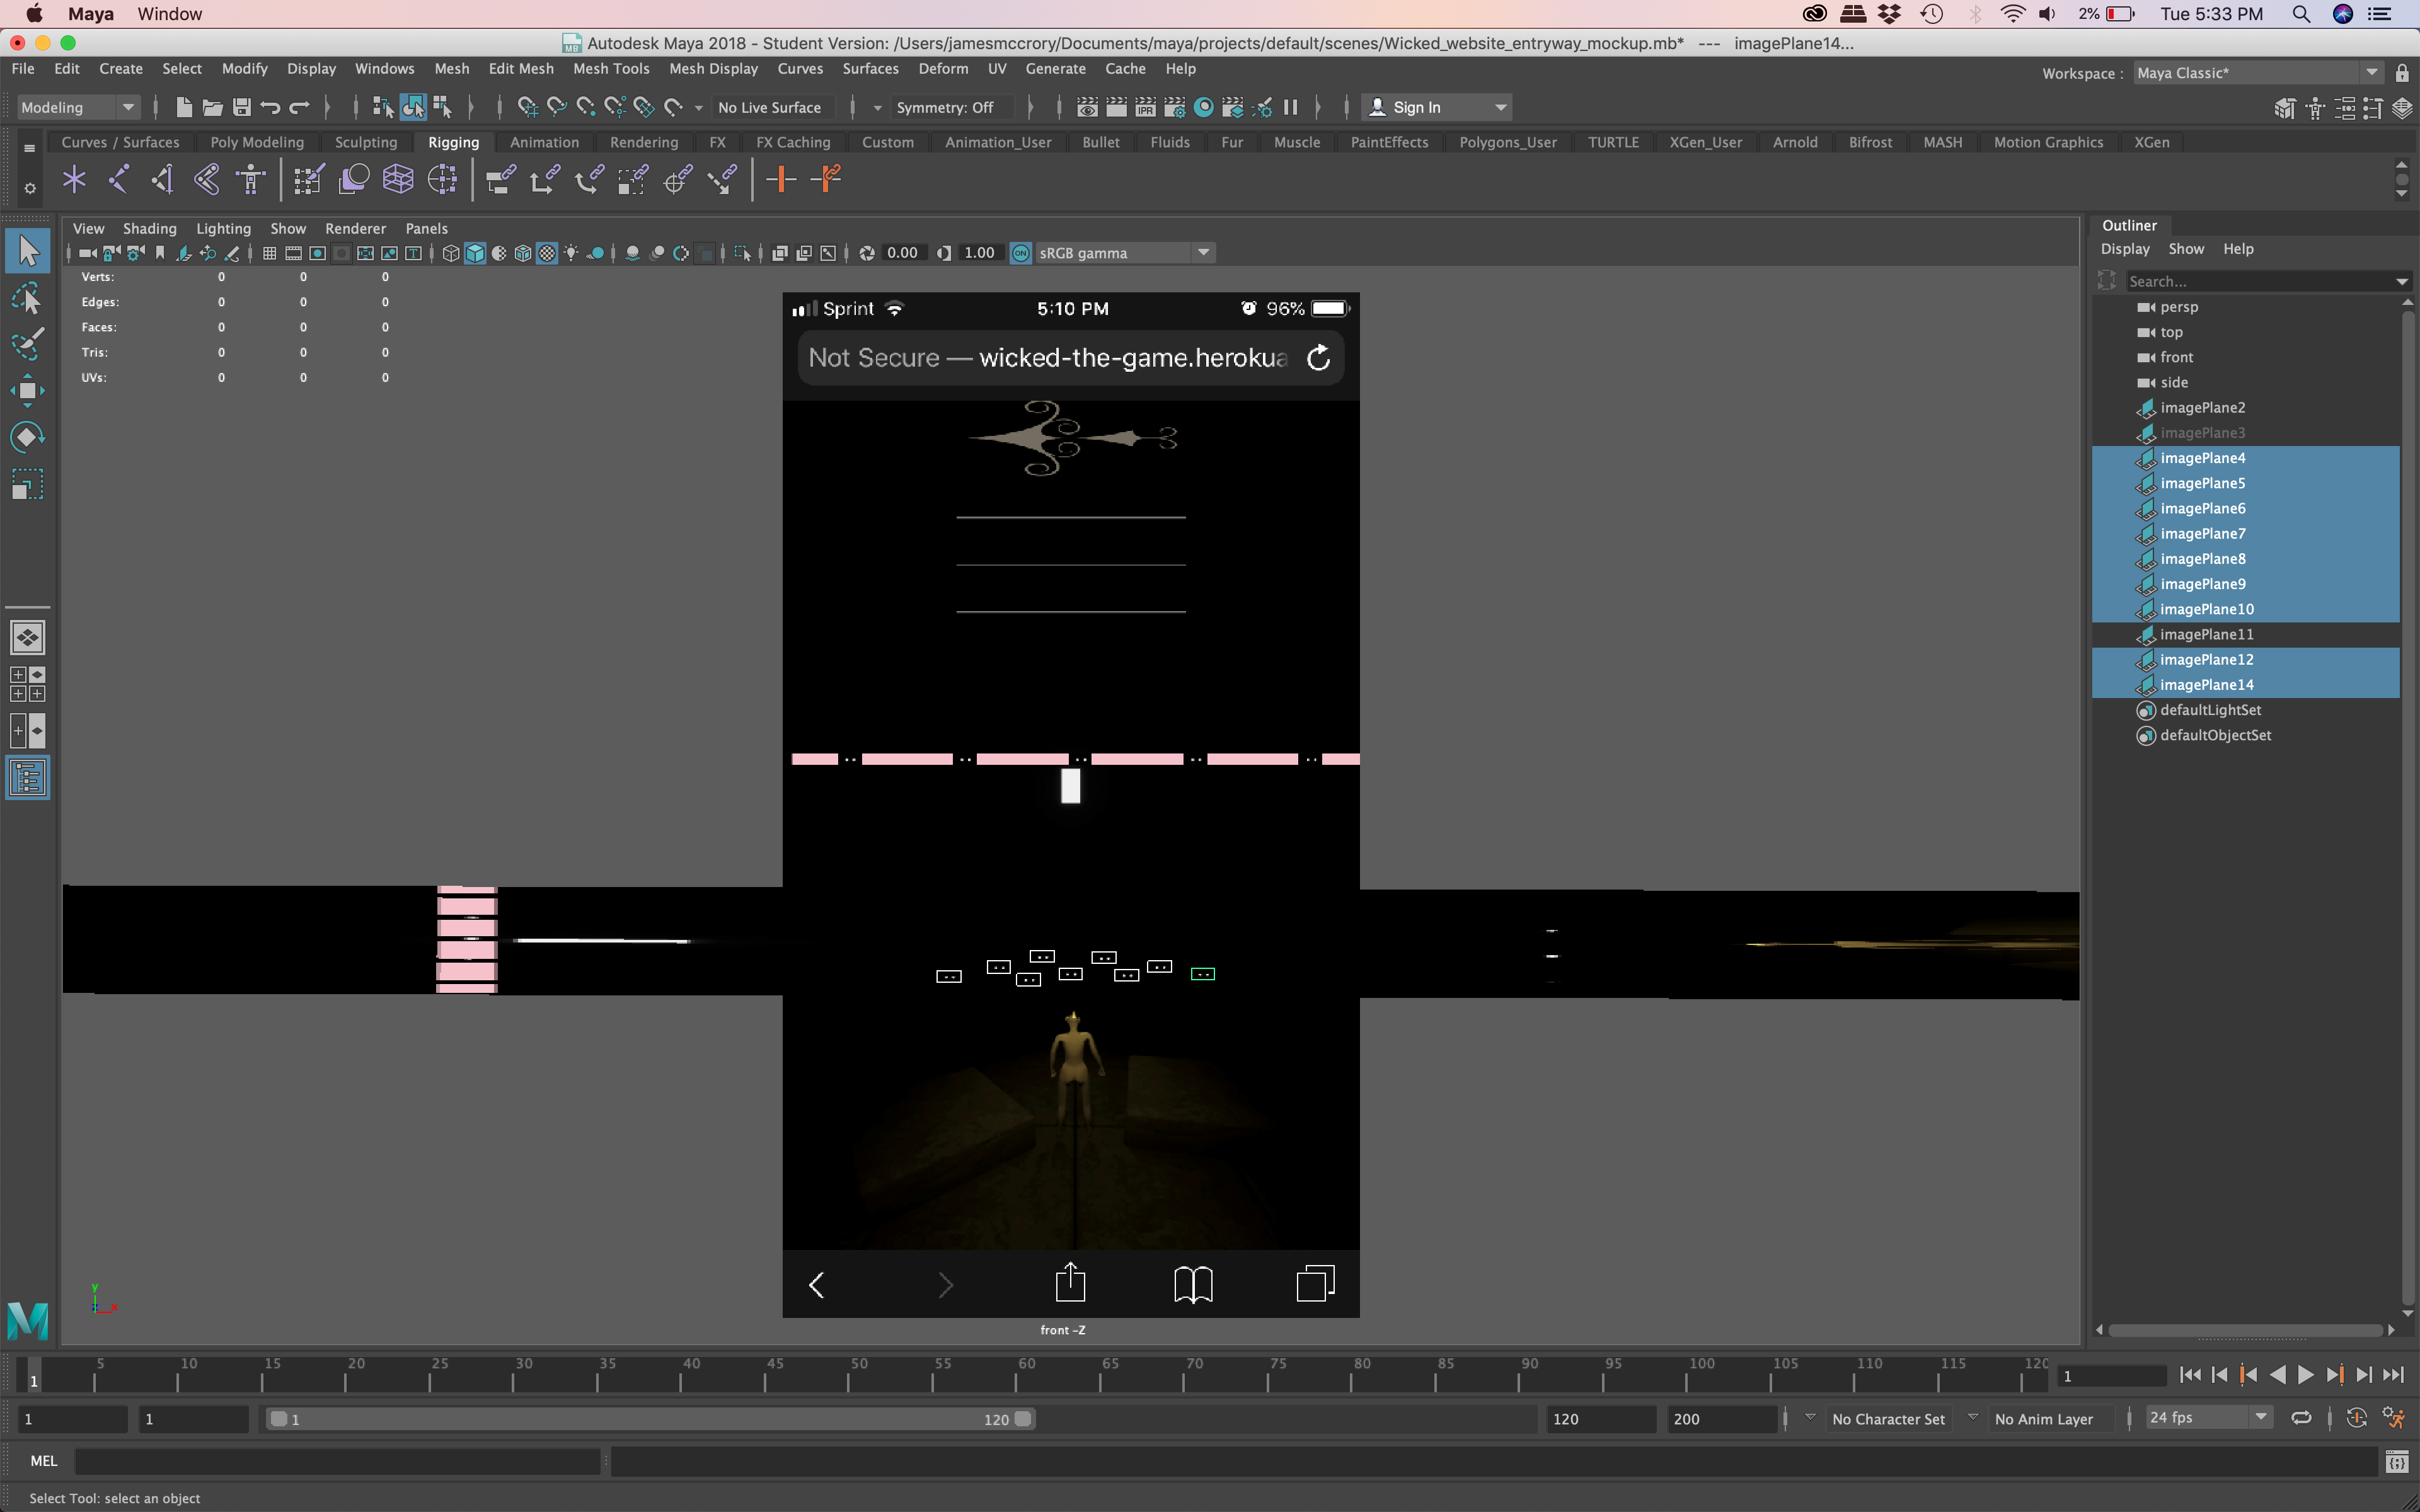 Maya Window 2% Tue 5:33 PM
Autodesk Maya 2018 - Student Version: /Users/jamesmccrory/Documents/maya/projects/default/scenes/Wicked_website_entryway_mockup.mb* --- imagePlane14...
File Edit Create Select Modify Display Windows Mesh Edit Mesh Mesh Tools Mesh Display Curves Surfaces Deform UV Generate Cache Help
Workspace : Maya Classic*
Modeling No Live Surface Symmetry: Off IPR Sign In
Curves / Surfaces Poly Modeling Sculpting Rigging Animation Rendering FX FX Caching Custom Animation_User Bullet Fluids Fur Muscle PaintEffects Polygons_User TURTLE XGen_User Arnold Bifrost MASH Motion Graphics XGen
View Shading Lighting Show Renderer Panels
0.00 1.00 ON sRGB gamma
Verts: 0 0 0
Edges: 0 0 0
Faces: 0 0 0
Tris: 0 0 0
UVs: 0 0 0
Sprint 5:10 PM 96%
Not Secure — wicked-the-game.herokua
front -Z
y
z x
Outliner
Display Show Help
Search...
persp
top
front
side
imagePlane2
imagePlane3
imagePlane4
imagePlane5
imagePlane6
imagePlane7
imagePlane8
imagePlane9
imagePlane10
imagePlane11
imagePlane12
imagePlane14
defaultLightSet
defaultObjectSet
5 10 15 20 25 30 35 40 45 50 55 60 65 70 75 80 85 90 95 100 105 110 115 120
1 1
1 1 1 120 120 200 No Character Set No Anim Layer 24 fps
MEL
Select Tool: select an object